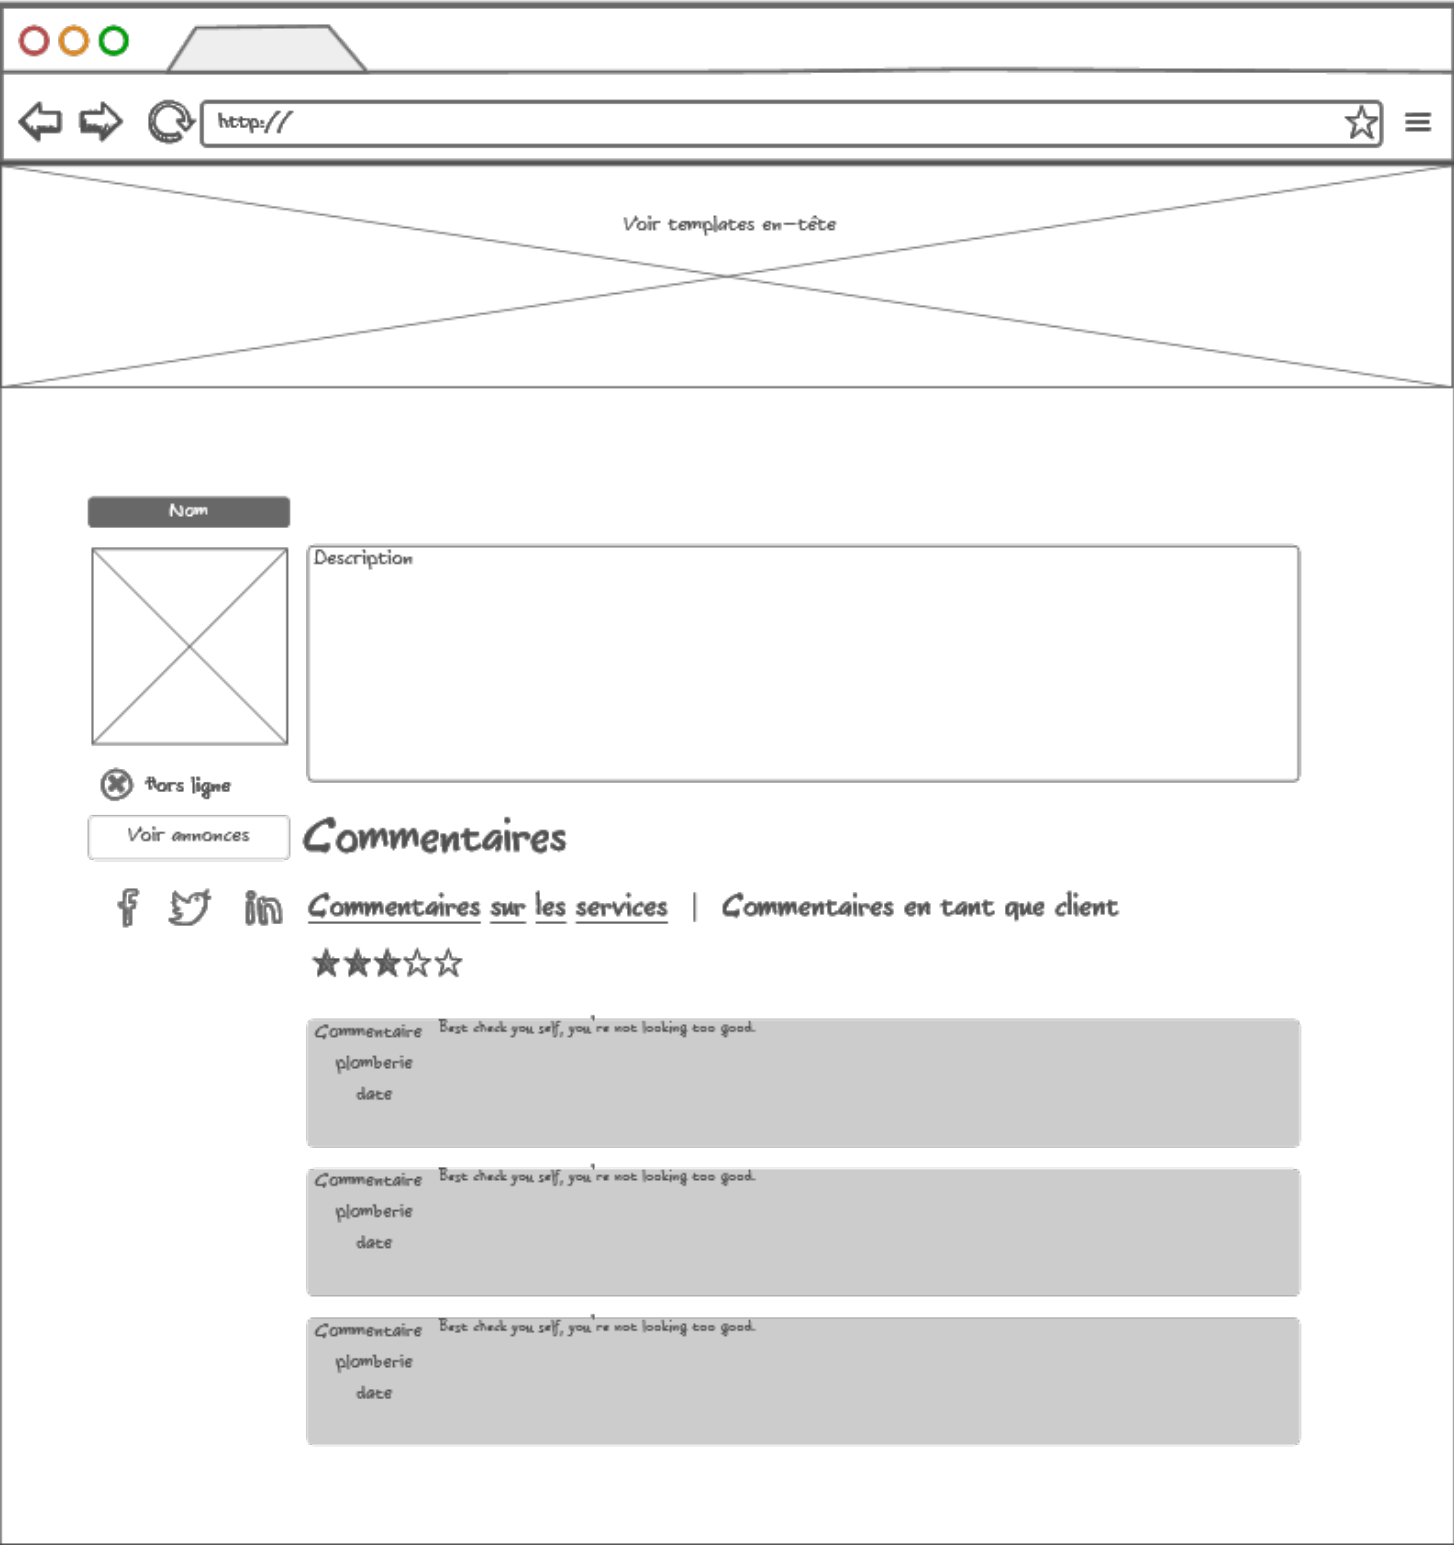 http://
Voir templates en-tête
Nom
Description
Hors ligne
Voir annonces
Commentaires
Commentaires sur les services | Commentaires en tant que client
Commentaire Best check you self, you're not looking too good.
plomberie
date
Commentaire Best check you self, you're not looking too good.
plomberie
date
Commentaire Best check you self, you're not looking too good.
plomberie
date